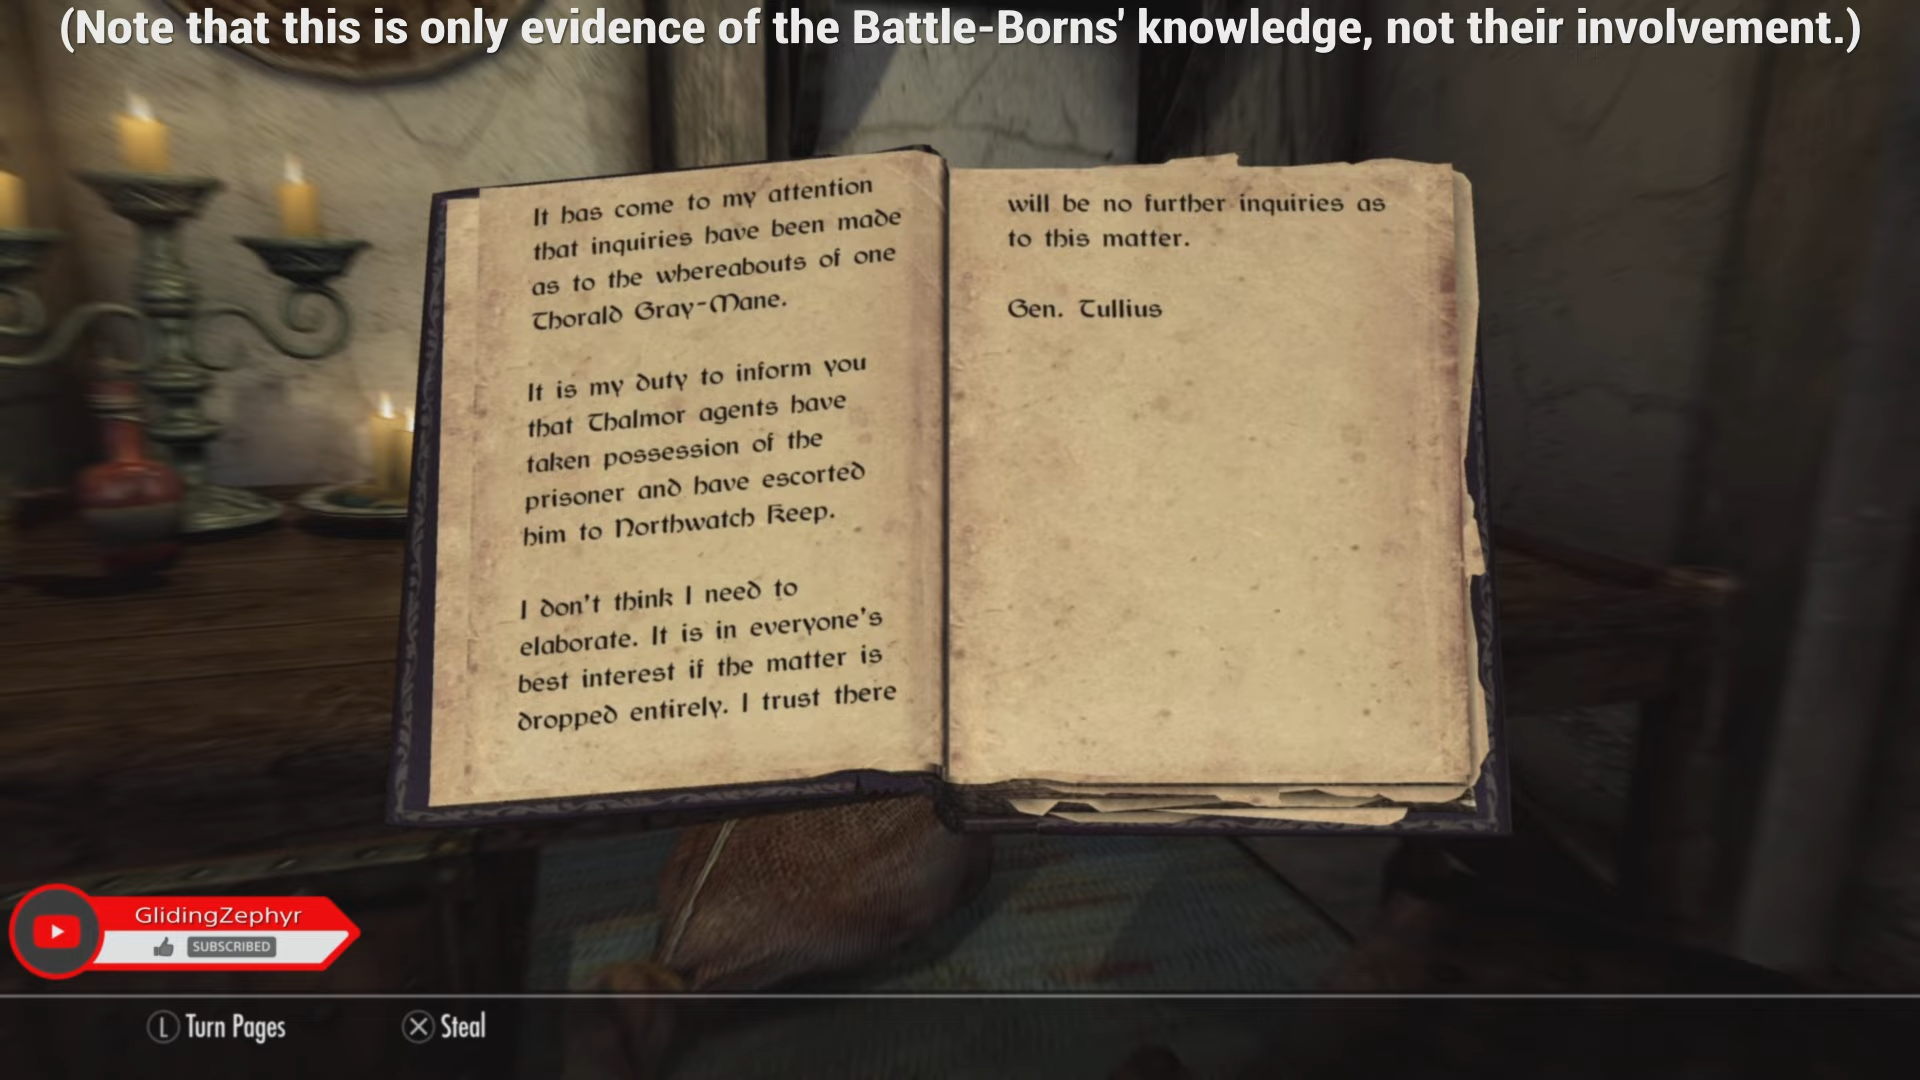 (Note that this is only evidence of the Battle-Borns' knowledge, not their involvement.)
It has come to my attention
that inquiries have been made
as to the whereabouts of one
Thorald Gray-Mane.
It is my duty to inform you
that Thalmor agents have
taken possession of the
prisoner and have escorted
him to Northwatch Keep.
I don't think I need to
elaborate. It is in everyone's
best interest if the matter is
dropped entirely. I trust there
will be no further inquiries as
to this matter.
Gen. Tullius
GlidingZephyr
SUBSCRIBED
L Turn Pages
X Steal